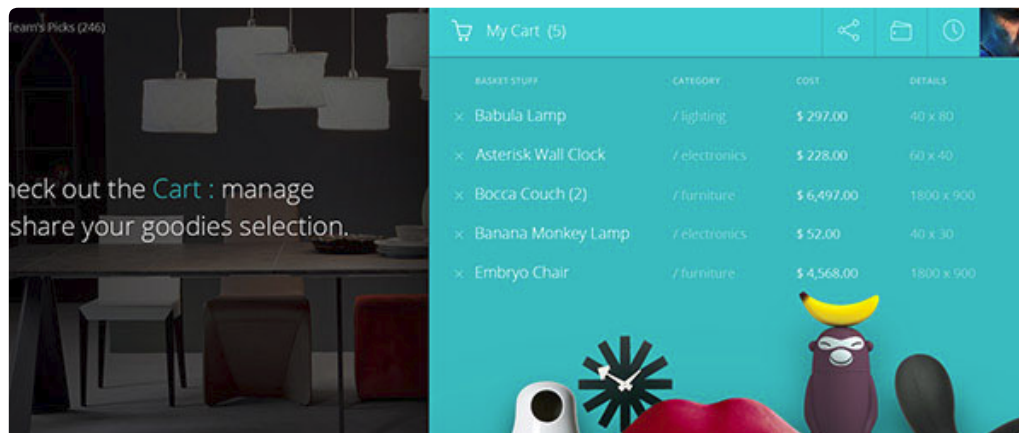 Team's Picks (246)
heck out the Cart : manage
share your goodies selection.
My Cart (5)
BASKET STUFF CATEGORY COST DETAILS
× Babula Lamp / lighting $ 297.00 40 x 80
× Asterisk Wall Clock / electronics $ 228.00 60 x 40
× Bocca Couch (2) / furniture $ 6,497.00 1800 x 900
× Banana Monkey Lamp / electronics $ 52.00 40 x 30
× Embryo Chair / furniture $ 4,568.00 1800 x 900